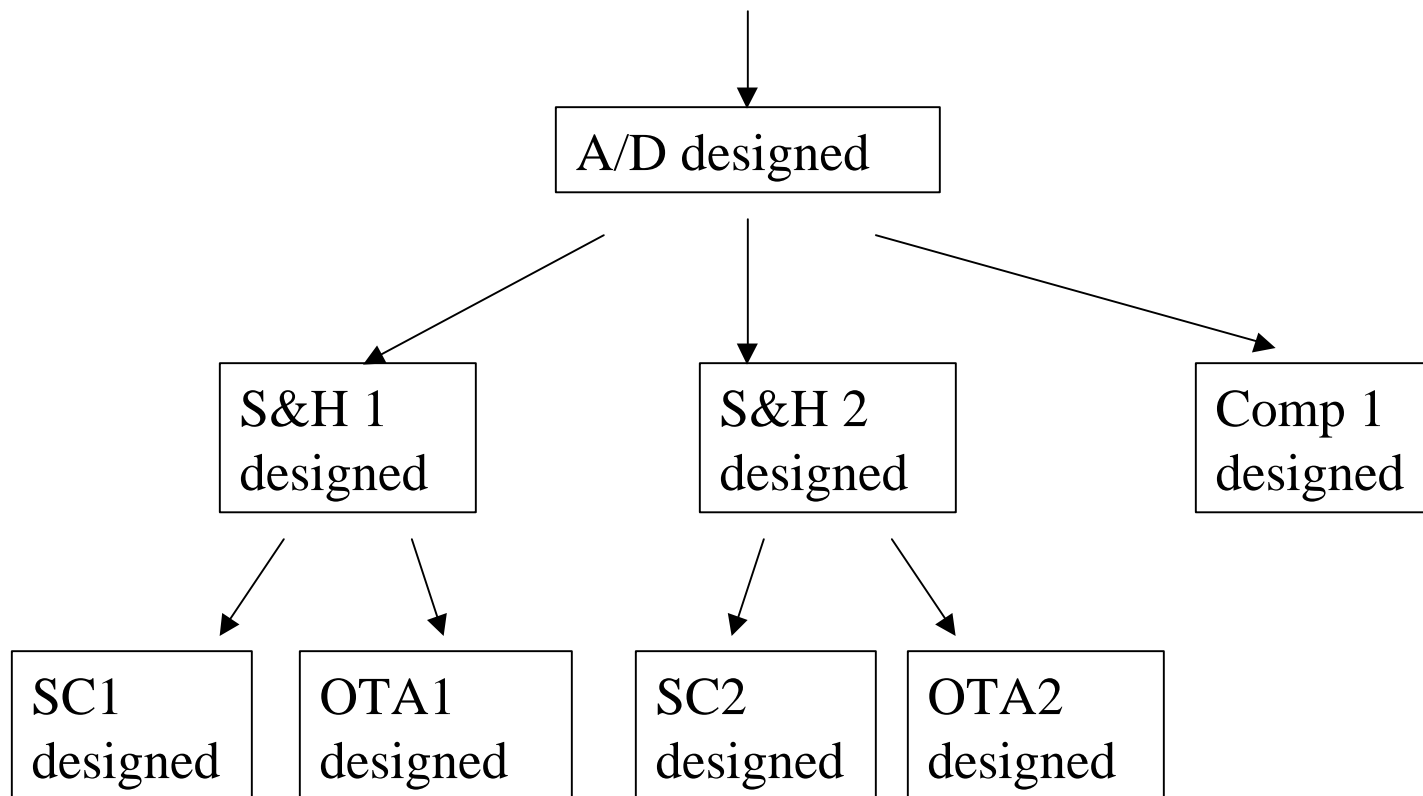 A/D designed
S&H 1
designed
S&H 2
designed
Comp 1
designed
SC1
designed
OTA1
designed
SC2
designed
OTA2
designed